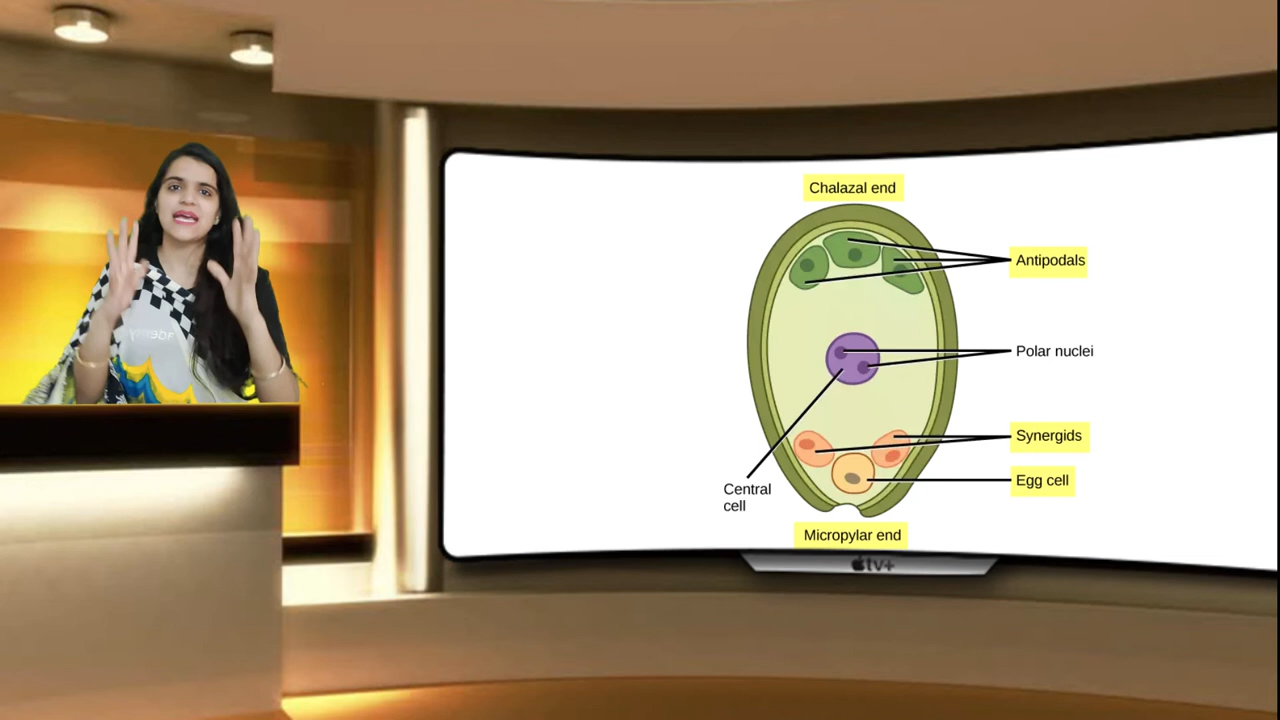 Chalazal end
Antipodals
Polar nuclei
Synergids
Egg cell
Central
cell
Micropylar end
tv+